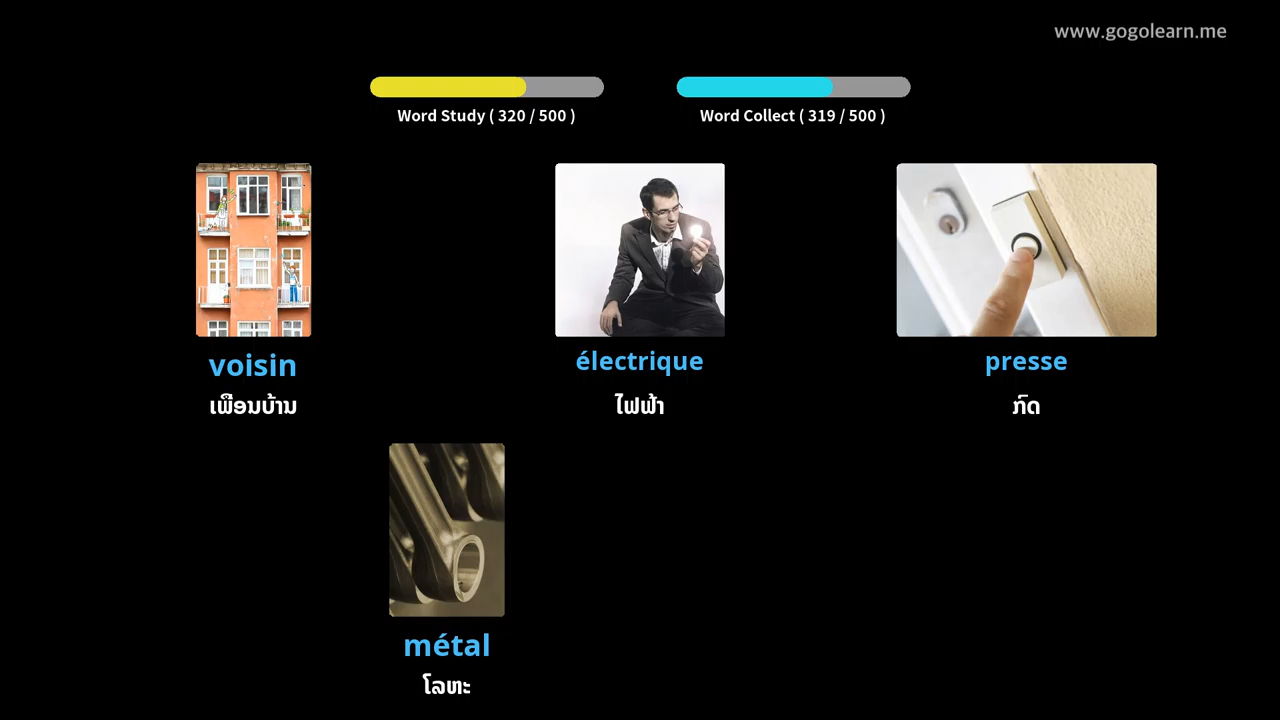 www.gogolearn.me
Word Study ( 320 / 500 )
Word Collect ( 319 / 500 )
voisin
ເພື່ອນບ້ານ
électrique
ໄຟຟ້າ
presse
ກົດ
métal
ໂລຫະ